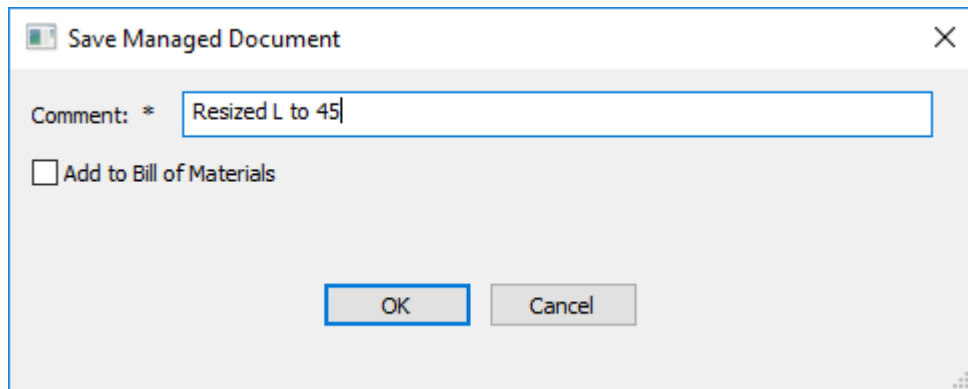 Save Managed Document
Comment: * Resized L to 45
Add to Bill of Materials
OK Cancel